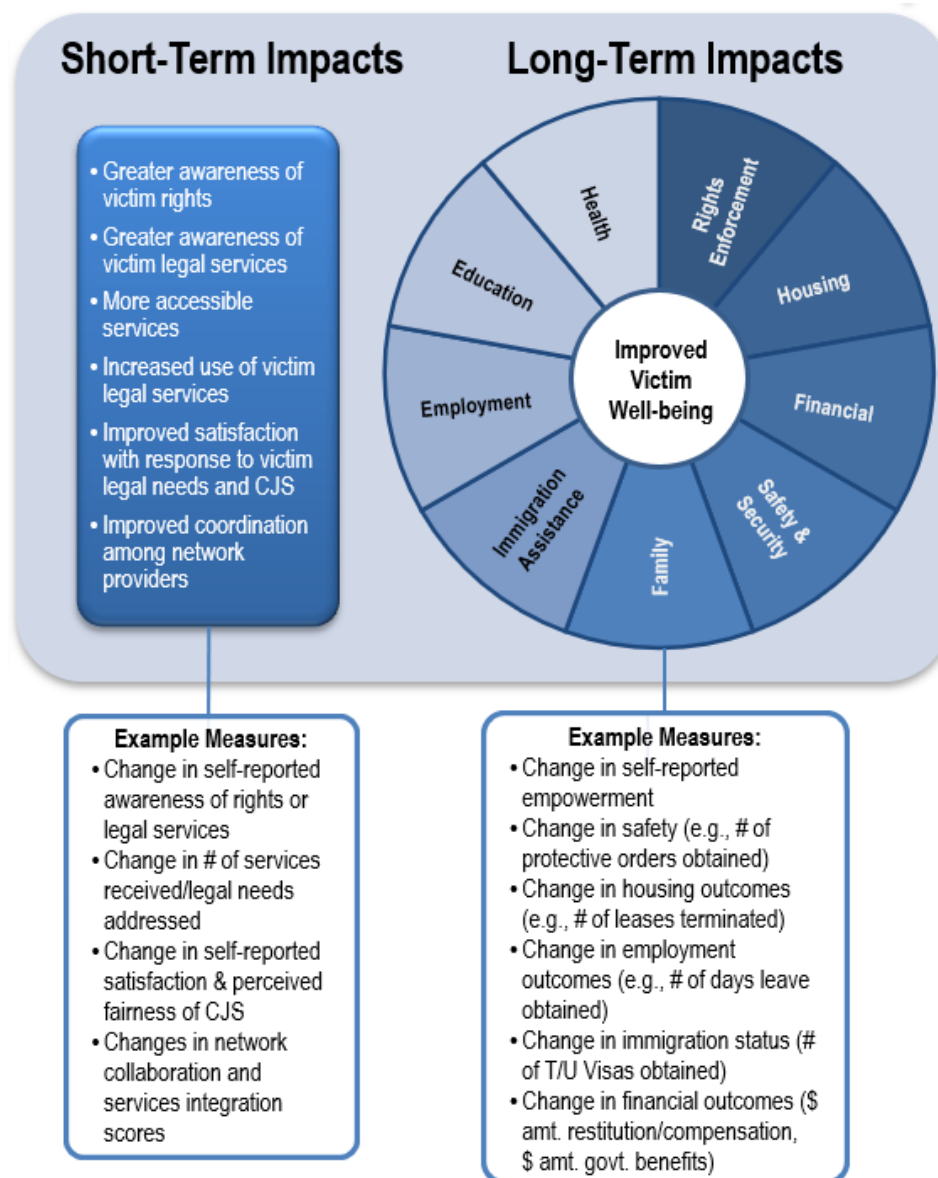 Short-Term Impacts
• Greater awareness of
victim rights
• Greater awareness of
victim legal services
• More accessible
services
• Increased use of victim
legal services
• Improved satisfaction
with response to victim
legal needs and CJS
• Improved coordination
among network
providers
Long-Term Impacts
Rights
Enforcement
Housing
Financial
Safety &
Security
Family
Immigration
Assistance
Employment
Education
Health
Improved
Victim
Well-being
Example Measures:
• Change in self-reported
awareness of rights or
legal services
• Change in # of services
received/legal needs
addressed
• Change in self-reported
satisfaction & perceived
fairness of CJS
• Changes in network
collaboration and
services integration
scores
Example Measures:
• Change in self-reported
empowerment
• Change in safety (e.g., # of
protective orders obtained)
• Change in housing outcomes
(e.g., # of leases terminated)
• Change in employment
outcomes (e.g., # of days leave
obtained)
• Change in immigration status (#
of T/U Visas obtained)
• Change in financial outcomes ($
amt. restitution/compensation,
$ amt. govt. benefits)